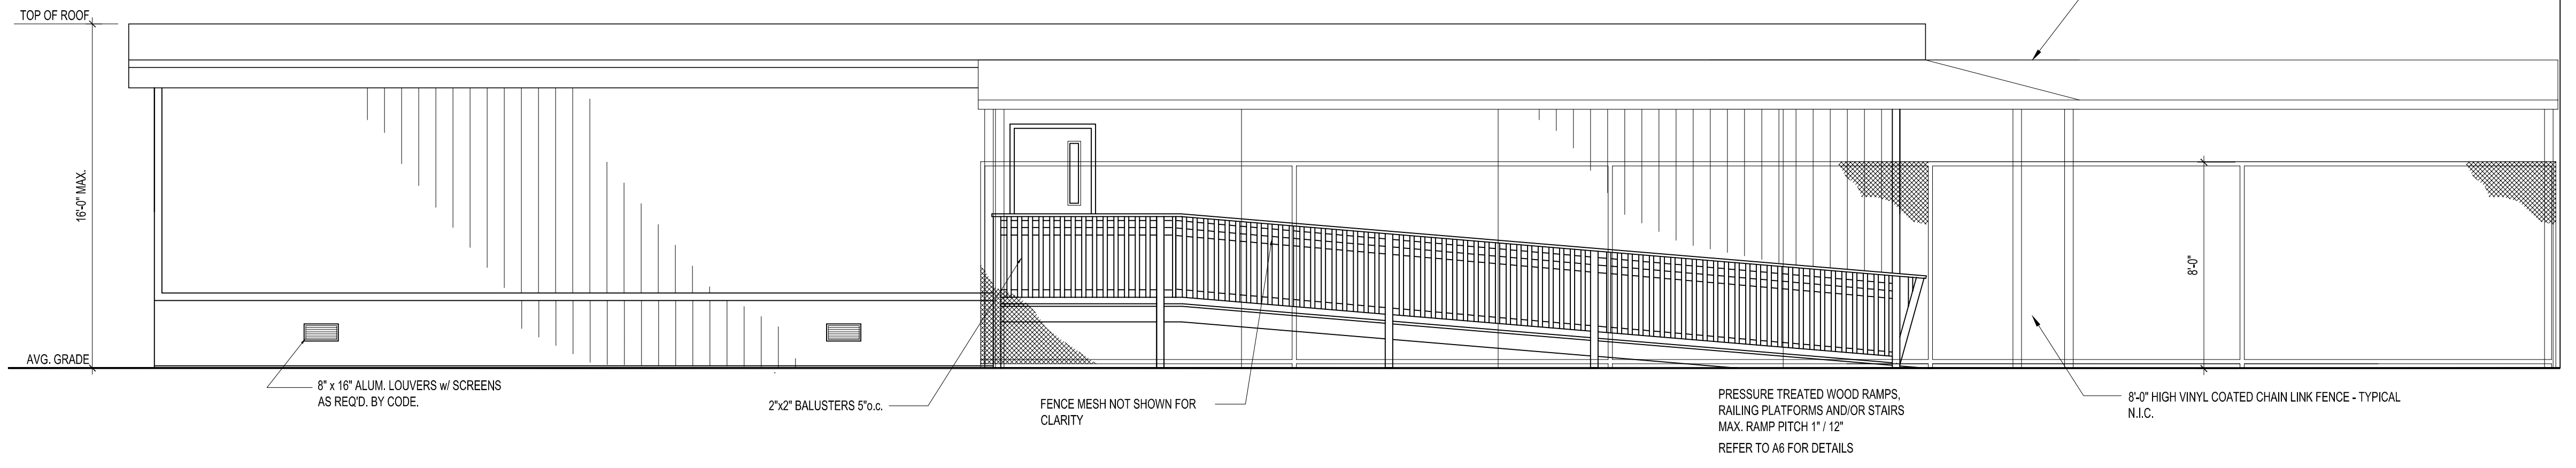 TOP OF ROOF
16'-0" MAX.
AVG. GRADE
8'-0"
8" x 16" ALUM. LOUVERS w/ SCREENS
AS REQ'D. BY CODE.
2"x2" BALUSTERS 5"o.c.
FENCE MESH NOT SHOWN FOR
CLARITY
PRESSURE TREATED WOOD RAMPS,
RAILING PLATFORMS AND/OR STAIRS
MAX. RAMP PITCH 1" / 12"
REFER TO A6 FOR DETAILS
8'-0" HIGH VINYL COATED CHAIN LINK FENCE - TYPICAL
N.I.C.